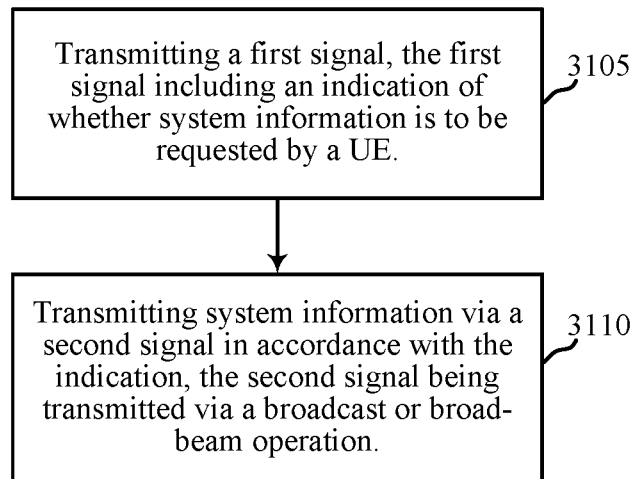 Transmitting a first signal, the first
signal including an indication of
whether system information is to be
requested by a UE.
3105
Transmitting system information via a
second signal in accordance with the
indication, the second signal being
transmitted via a broadcast or broad-
beam operation.
3110